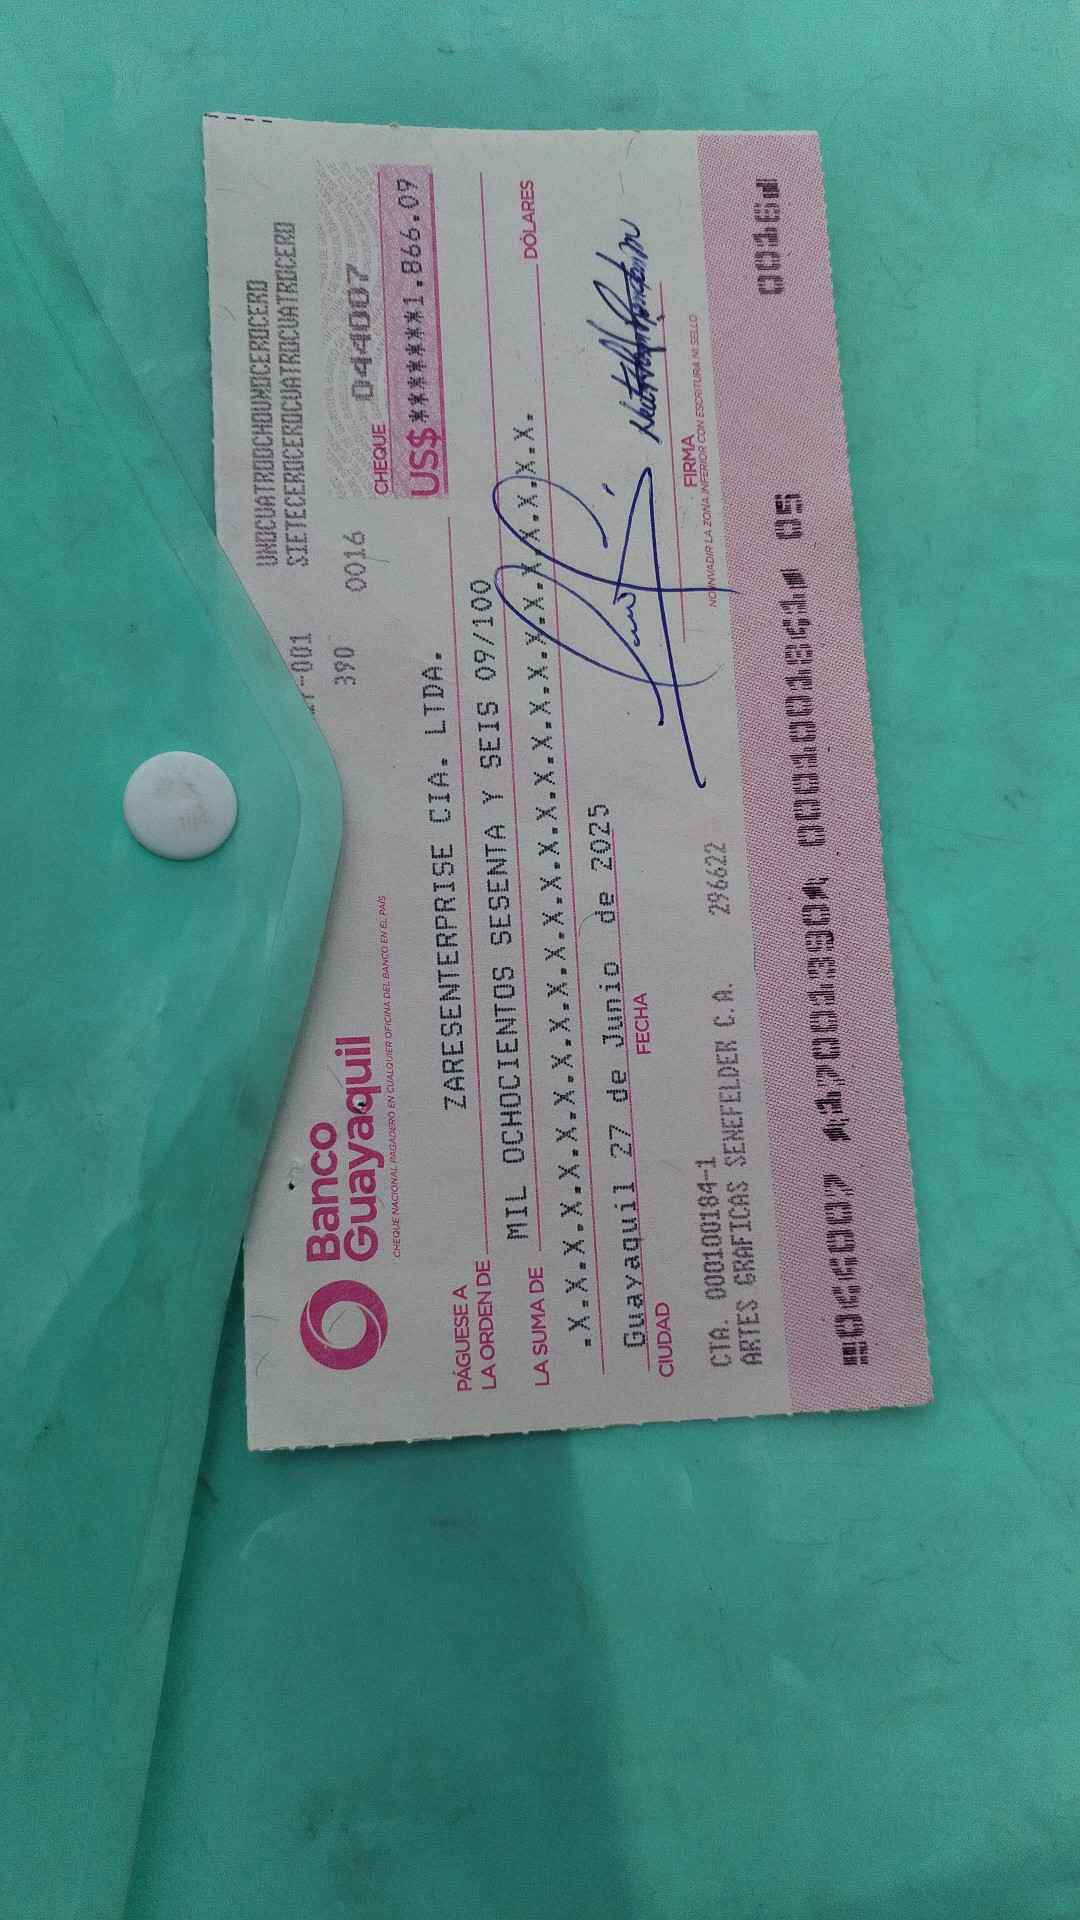 UNOCUATROOCHOUNOCEROCERO
SIETECEROCEROCUATROCUATROCERO
-001
390 0016
Banco
Guayaquil
CHEQUE NACIONAL PAGADERO EN CUALQUIER OFICINA DEL BANCO EN EL PAÍS
CHEQUE 044007
US$*******1.866.09
PÁGUESE A
LA ORDEN DE ZARESENTERPRISE CIA. LTDA.
LA SUMA DE MIL OCHOCIENTOS SESENTA Y SEIS 09/100
DÓLARES
Guayaquil 27 de Junio de 2025
CIUDAD FECHA
FIRMA
NO INVADIR LA ZONA INFERIOR CON ESCRITURA NI SELLO
CTA. 000100184-1 296622
ARTES GRAFICAS SENEFELDER C.A.